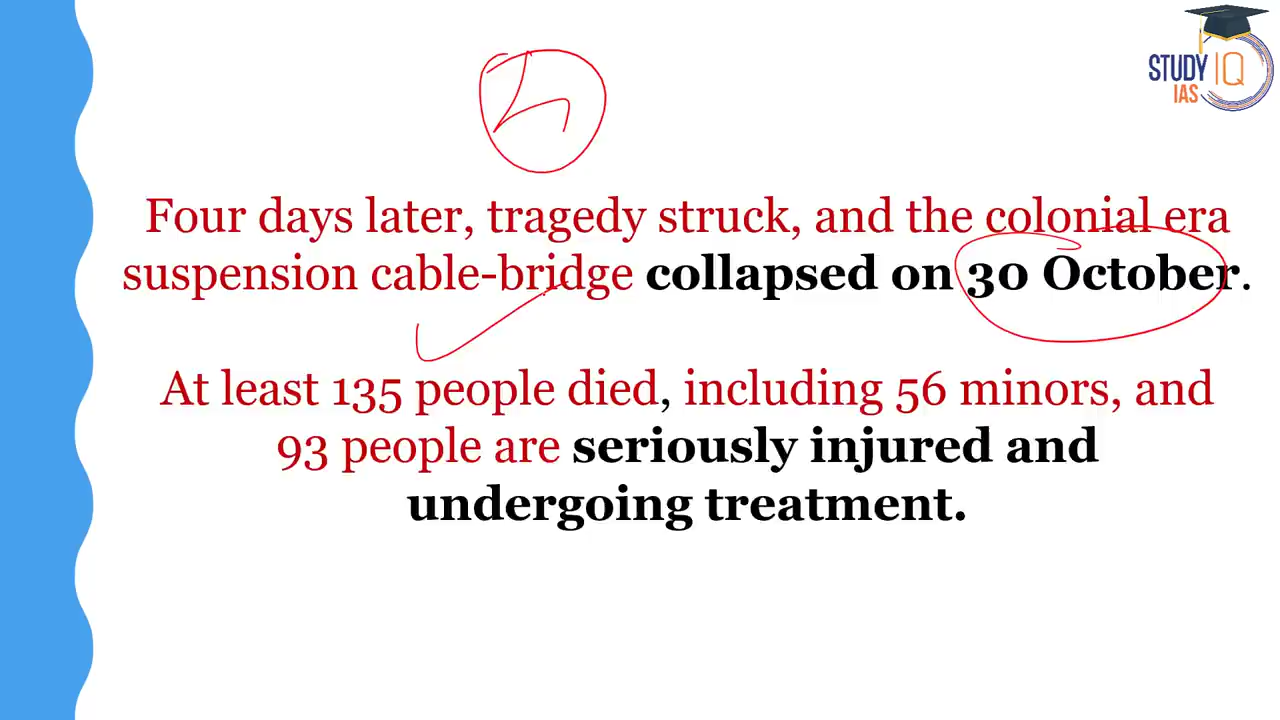 STUDY IQ
IAS
Four days later, tragedy struck, and the colonial era
suspension cable-bridge collapsed on 30 October.
At least 135 people died, including 56 minors, and
93 people are seriously injured and
undergoing treatment.